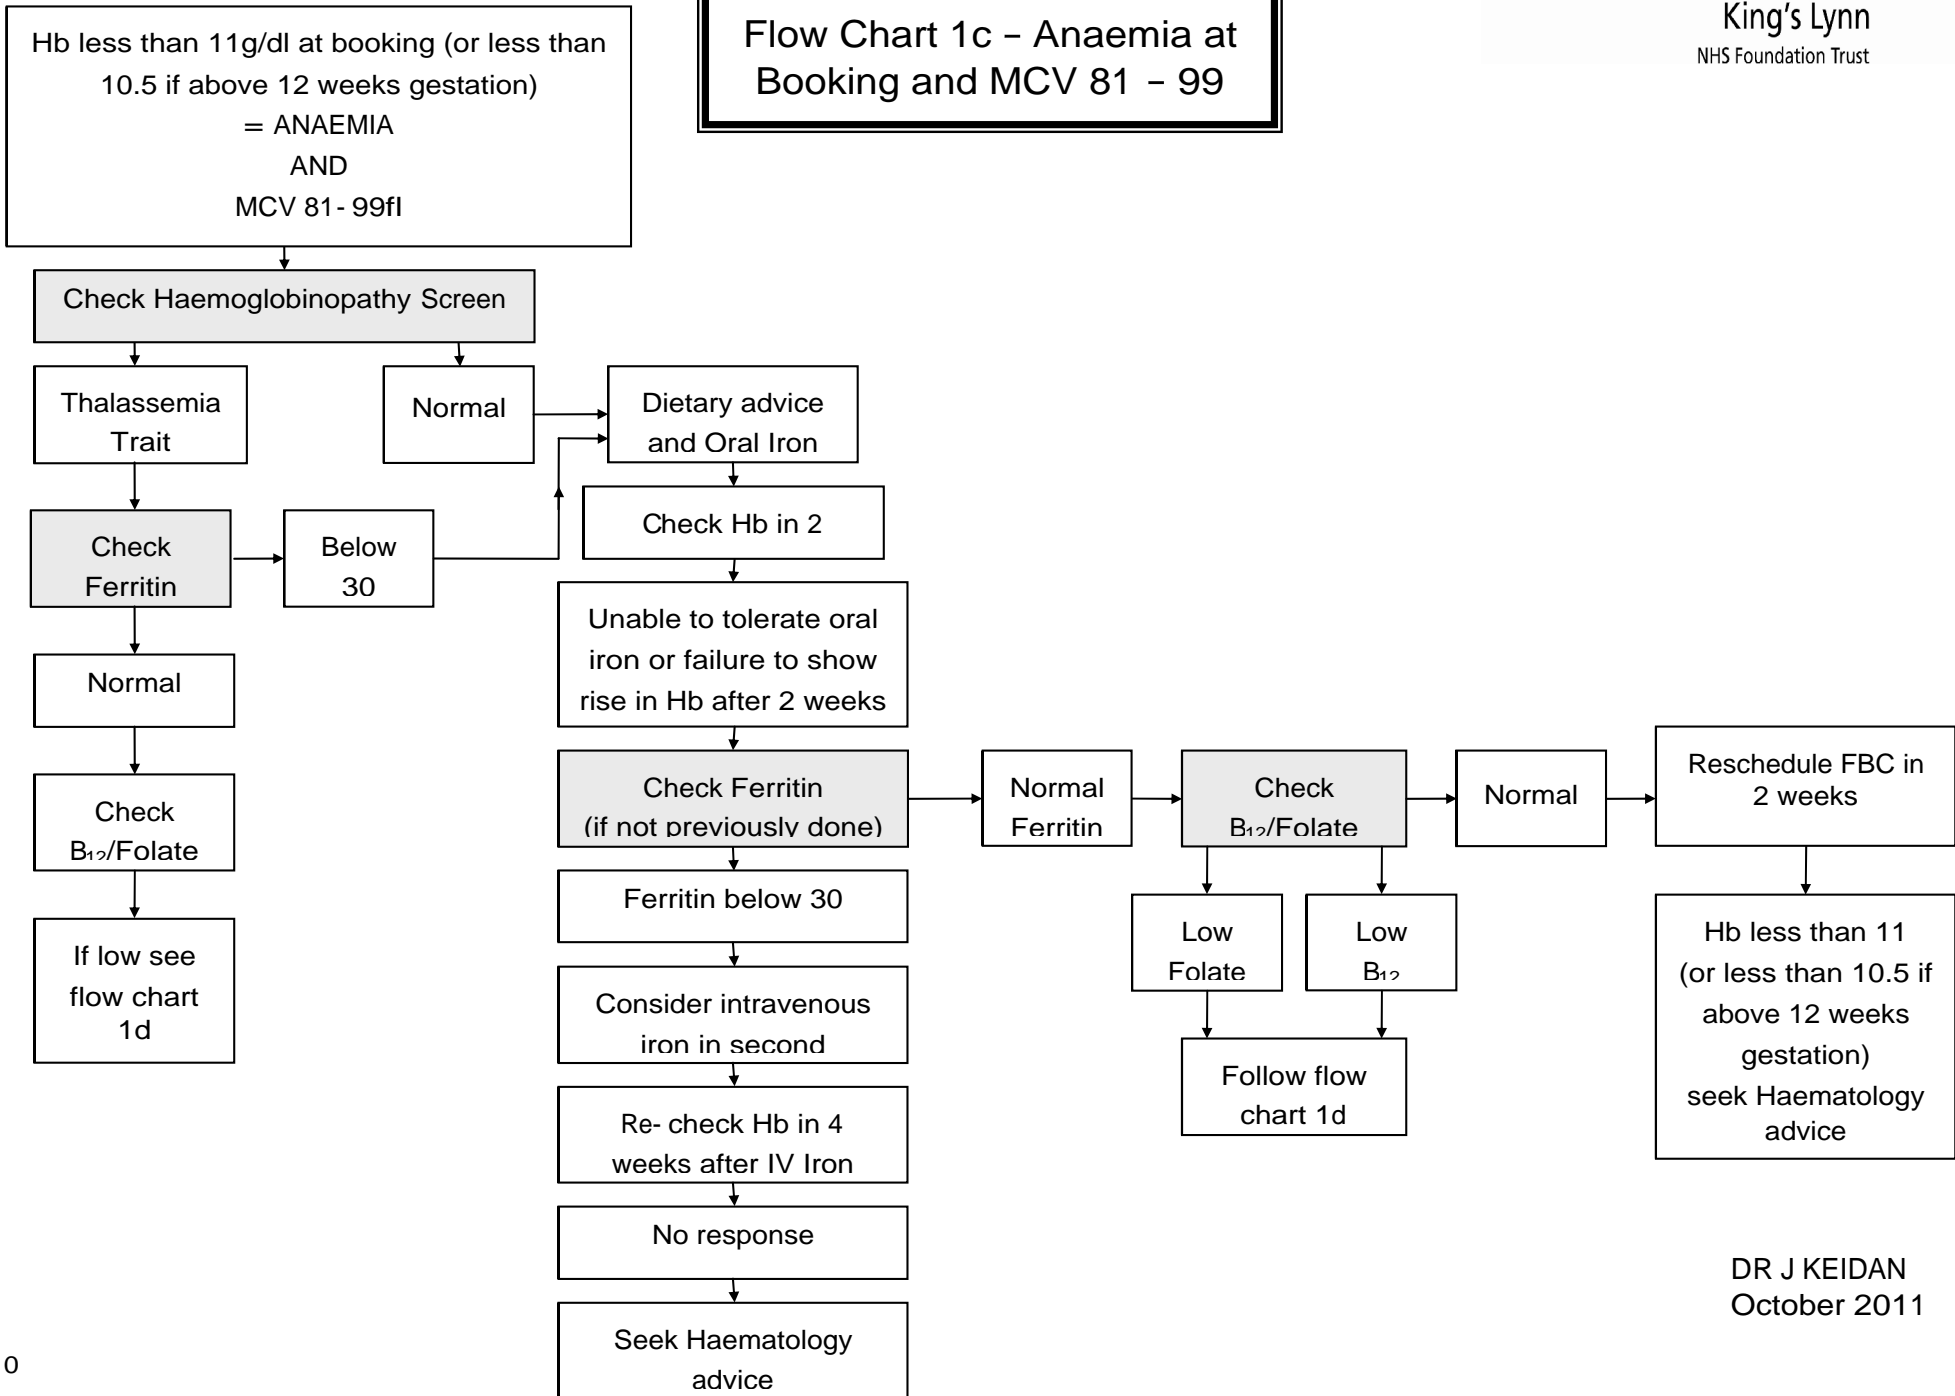 Hb less than 11g/dl at booking (or less than
10.5 if above 12 weeks gestation)
= ANAEMIA
AND
MCV 81- 99fl
Flow Chart 1c – Anaemia at
Booking and MCV 81 – 99
King's Lynn
NHS Foundation Trust
Check Haemoglobinopathy Screen
Thalassemia
Trait
Normal
Dietary advice
and Oral Iron
Check Hb in 2
Check
Ferritin
Below
30
Unable to tolerate oral
iron or failure to show
rise in Hb after 2 weeks
Normal
Check
B₁₂/Folate
If low see
flow chart
1d
Check Ferritin
(if not previously done)
Normal
Ferritin
Check
B₁₂/Folate
Normal
Reschedule FBC in
2 weeks
Ferritin below 30
Low
Folate
Low
B₁₂
Hb less than 11
(or less than 10.5 if
above 12 weeks
gestation)
seek Haematology
advice
Consider intravenous
iron in second
Follow flow
chart 1d
Re- check Hb in 4
weeks after IV Iron
No response
Seek Haematology
advice
DR J KEIDAN
October 2011
0